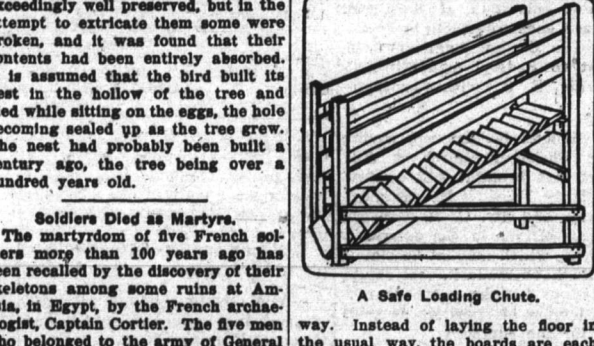 xceedingly well preserved, but in the
ttempt to extricate them some were
roken, and it was found that their
ontents had been entirely absorbed.
is assumed that the bird built its
est in the hollow of the tree and
ed while sitting on the eggs, the hole
ecoming sealed up as the tree grew.
he nest had probably been built a
entury ago, the tree being over a
undred years old.
Soldiers Died as Martyrs.
The martyrdom of five French sol-
ers more than 100 years ago has
een recalled by the discovery of their
keletons among some ruins at Am-
ia, in Egypt, by the French archae-
ogist, Captain Cortier. The five men
ho belonged to the army of General
A Safe Loading Chute.
way. Instead of laying the floor in
the usual way, the boards are each